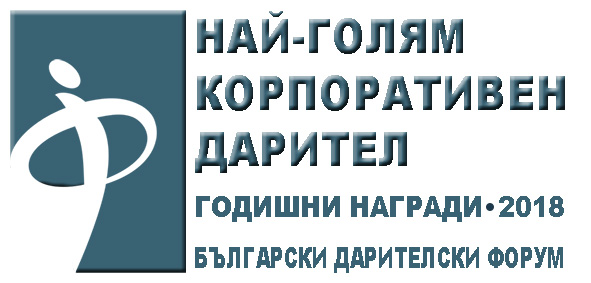 НАЙ-ГОЛЯМ
КОРПОРАТИВЕН
ДАРИТЕЛ
ГОДИШНИ НАГРАДИ • 2018
БЪЛГАРСКИ ДАРИТЕЛСКИ ФОРУМ